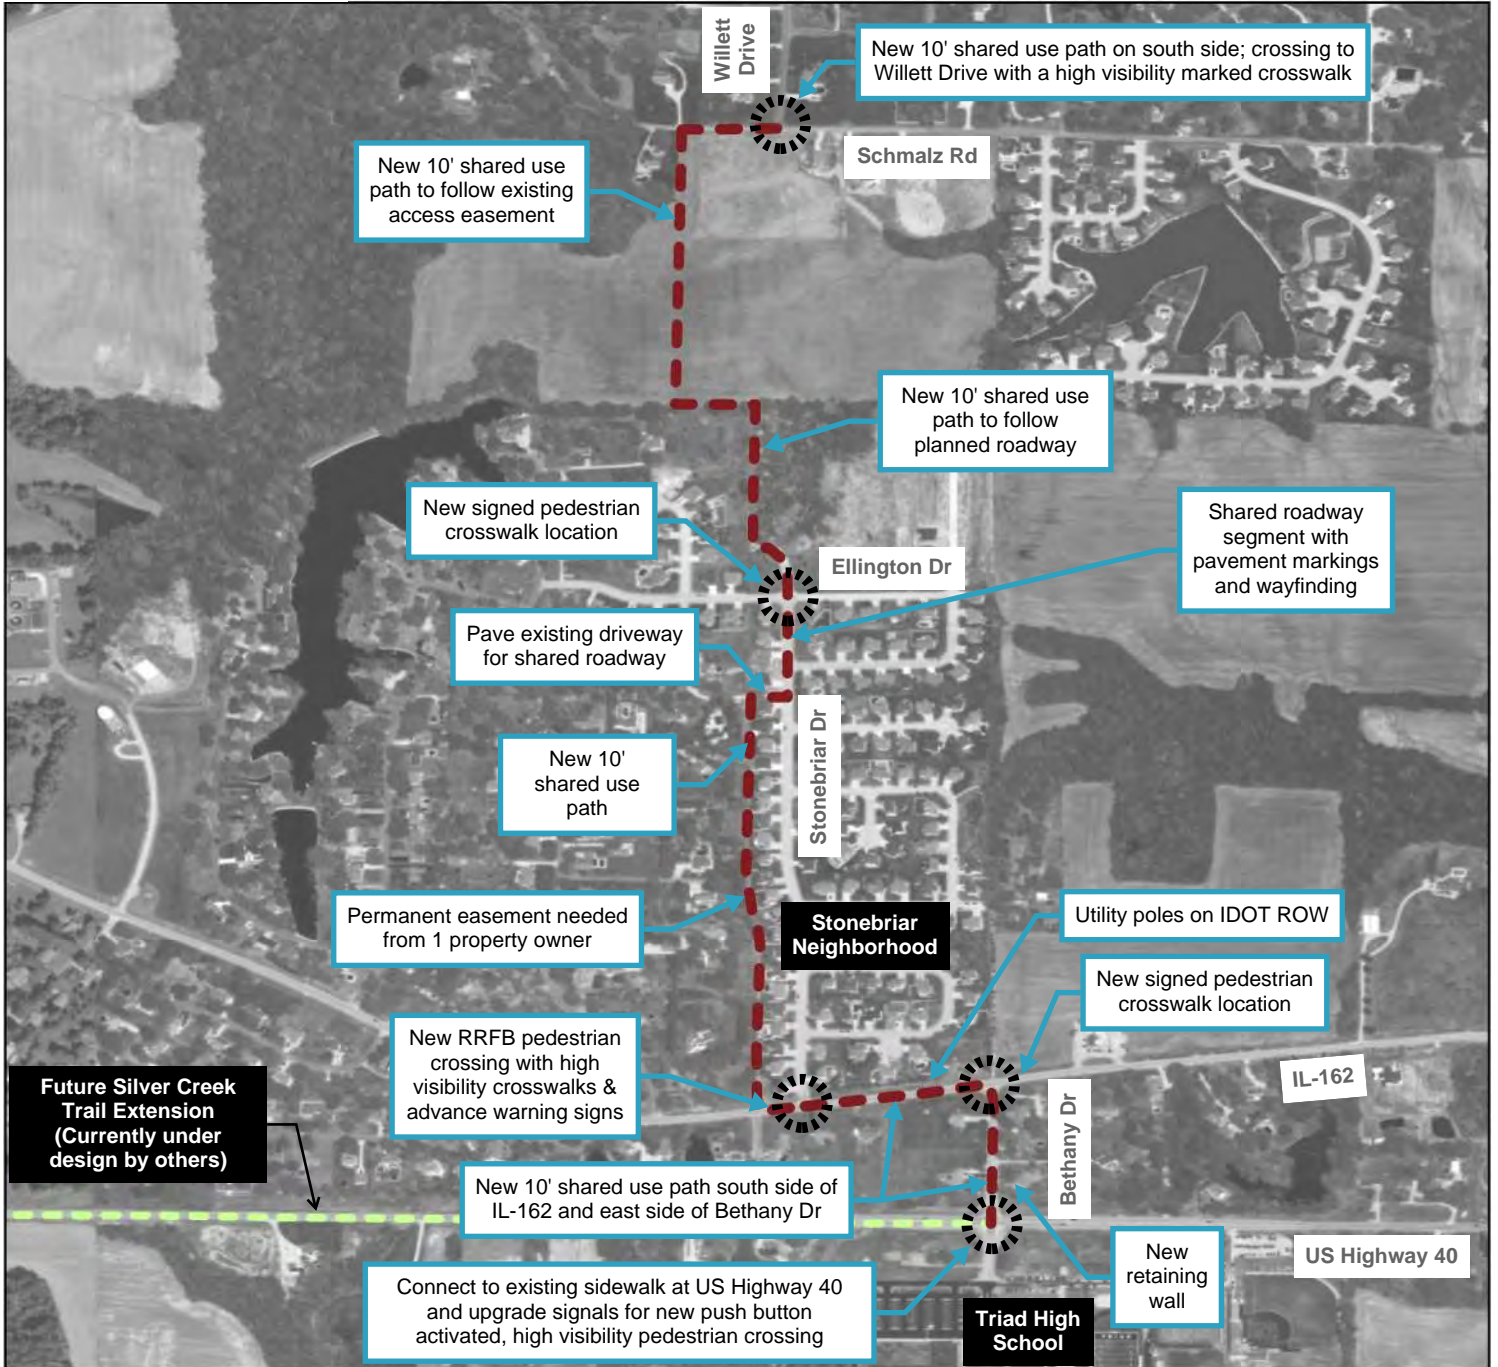 Willett
Drive
New 10' shared use path on south side; crossing to
Willett Drive with a high visibility marked crosswalk
Schmalz Rd
New 10' shared use
path to follow existing
access easement
New 10' shared use
path to follow
planned roadway
New signed pedestrian
crosswalk location
Shared roadway
segment with
pavement markings
and wayfinding
Ellington Dr
Pave existing driveway
for shared roadway
Stonebriar Dr
New 10'
shared use
path
Permanent easement needed
from 1 property owner
Stonebriar
Neighborhood
Utility poles on IDOT ROW
New signed pedestrian
crosswalk location
New RRFB pedestrian
crossing with high
visibility crosswalks &
advance warning signs
IL-162
Future Silver Creek
Trail Extension
(Currently under
design by others)
Bethany Dr
New 10' shared use path south side of
IL-162 and east side of Bethany Dr
New
retaining
wall
US Highway 40
Connect to existing sidewalk at US Highway 40
and upgrade signals for new push button
activated, high visibility pedestrian crossing
Triad High
School